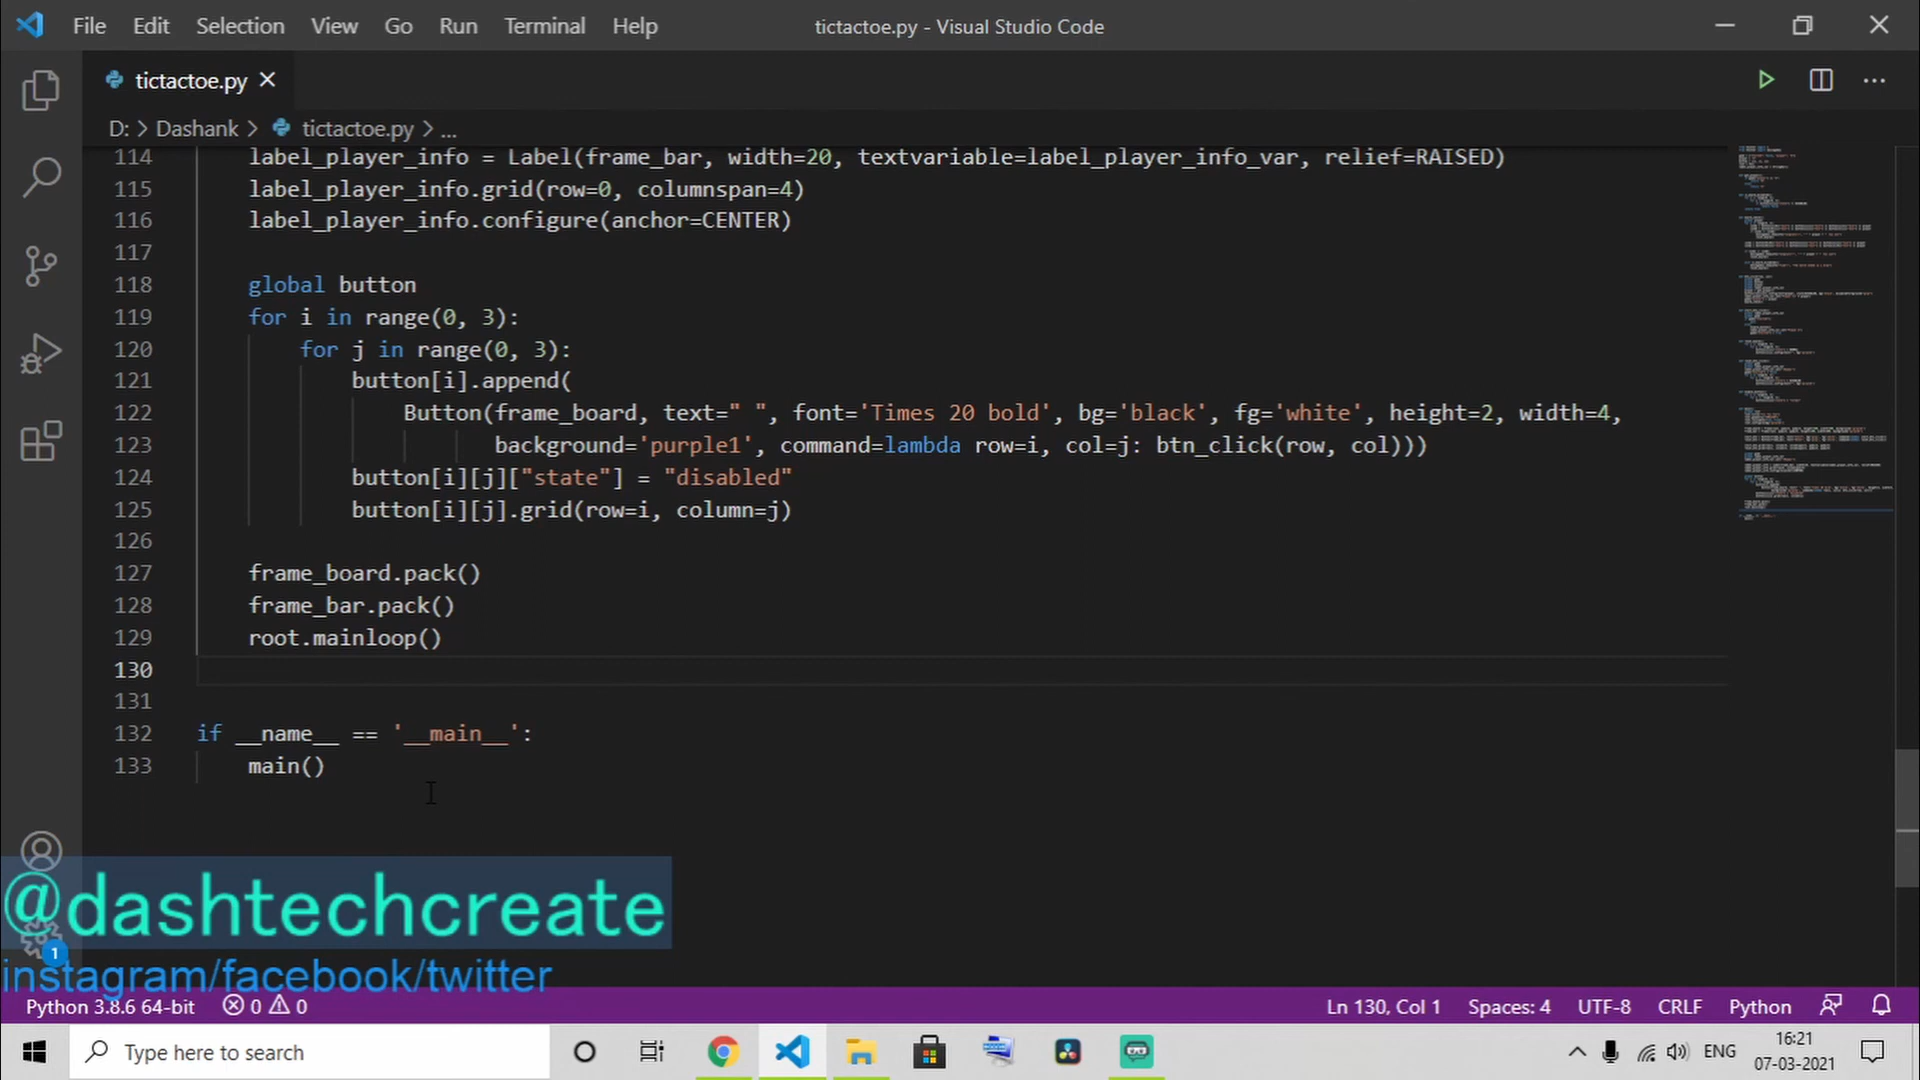 File Edit Selection View Go Run Terminal Help tictactoe.py - Visual Studio Code
tictactoe.py
D: > Dashank > tictactoe.py > ...
114 label_player_info = Label(frame_bar, width=20, textvariable=label_player_info_var, relief=RAISED)
115 label_player_info.grid(row=0, columnspan=4)
116 label_player_info.configure(anchor=CENTER)
117
118 global button
119 for i in range(0, 3):
120 for j in range(0, 3):
121 button[i].append(
122 Button(frame_board, text=" ", font='Times 20 bold', bg='black', fg='white', height=2, width=4,
123 background='purple1', command=lambda row=i, col=j: btn_click(row, col)))
124 button[i][j]["state"] = "disabled"
125 button[i][j].grid(row=i, column=j)
126
127 frame_board.pack()
128 frame_bar.pack()
129 root.mainloop()
130
131
132 if __name__ == '__main__':
133 main()
@dashtechcreate
1
instagram/facebook/twitter
Python 3.8.6 64-bit 0 0 Ln 130, Col 1 Spaces: 4 UTF-8 CRLF Python
Type here to search ENG 16:21
07-03-2021